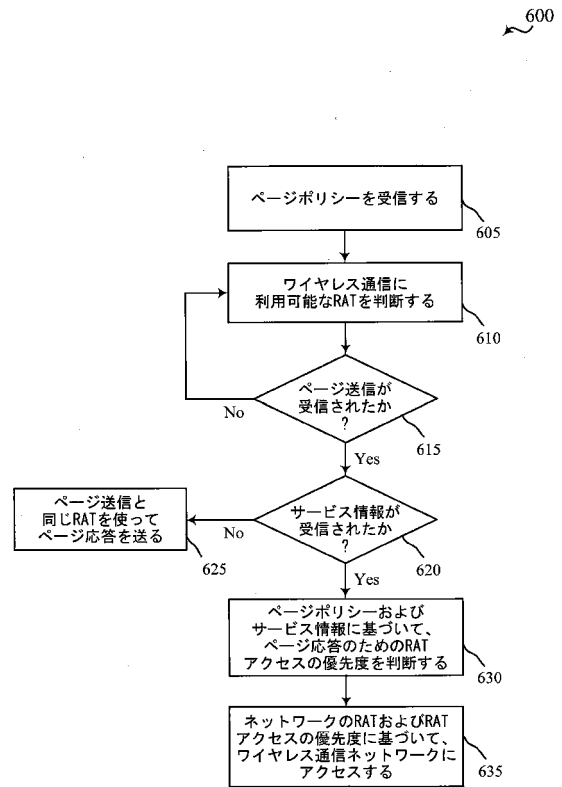 600
ページポリシーを受信する
605
ワイヤレス通信に
利用可能なRATを判断する
610
ページ送信が
受信されたか
?
615
No
Yes
サービス情報が
受信されたか
?
620
No
Yes
ページ送信と
同じRATを使って
ページ応答を送る
625
ページポリシーおよび
サービス情報に基づいて、
ページ応答のためのRAT
アクセスの優先度を判断する
630
ネットワークのRATおよびRAT
アクセスの優先度に基づいて、
ワイヤレス通信ネットワークに
アクセスする
635